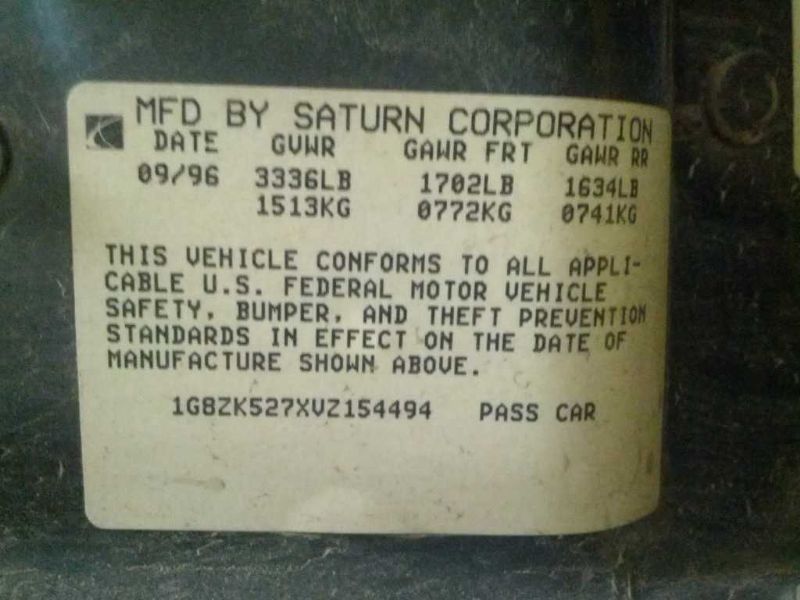 MFD BY SATURN CORPORATION
DATE GVWR GAWR FRT GAWR RR
09/96 3336LB 1702LB 1634LB
1513KG 0772KG 0741KG
THIS VEHICLE CONFORMS TO ALL APPLI-
CABLE U.S. FEDERAL MOTOR VEHICLE
SAFETY, BUMPER, AND THEFT PREVENTION
STANDARDS IN EFFECT ON THE DATE OF
MANUFACTURE SHOWN ABOVE.
1G8ZK527XVZ154494 PASS CAR